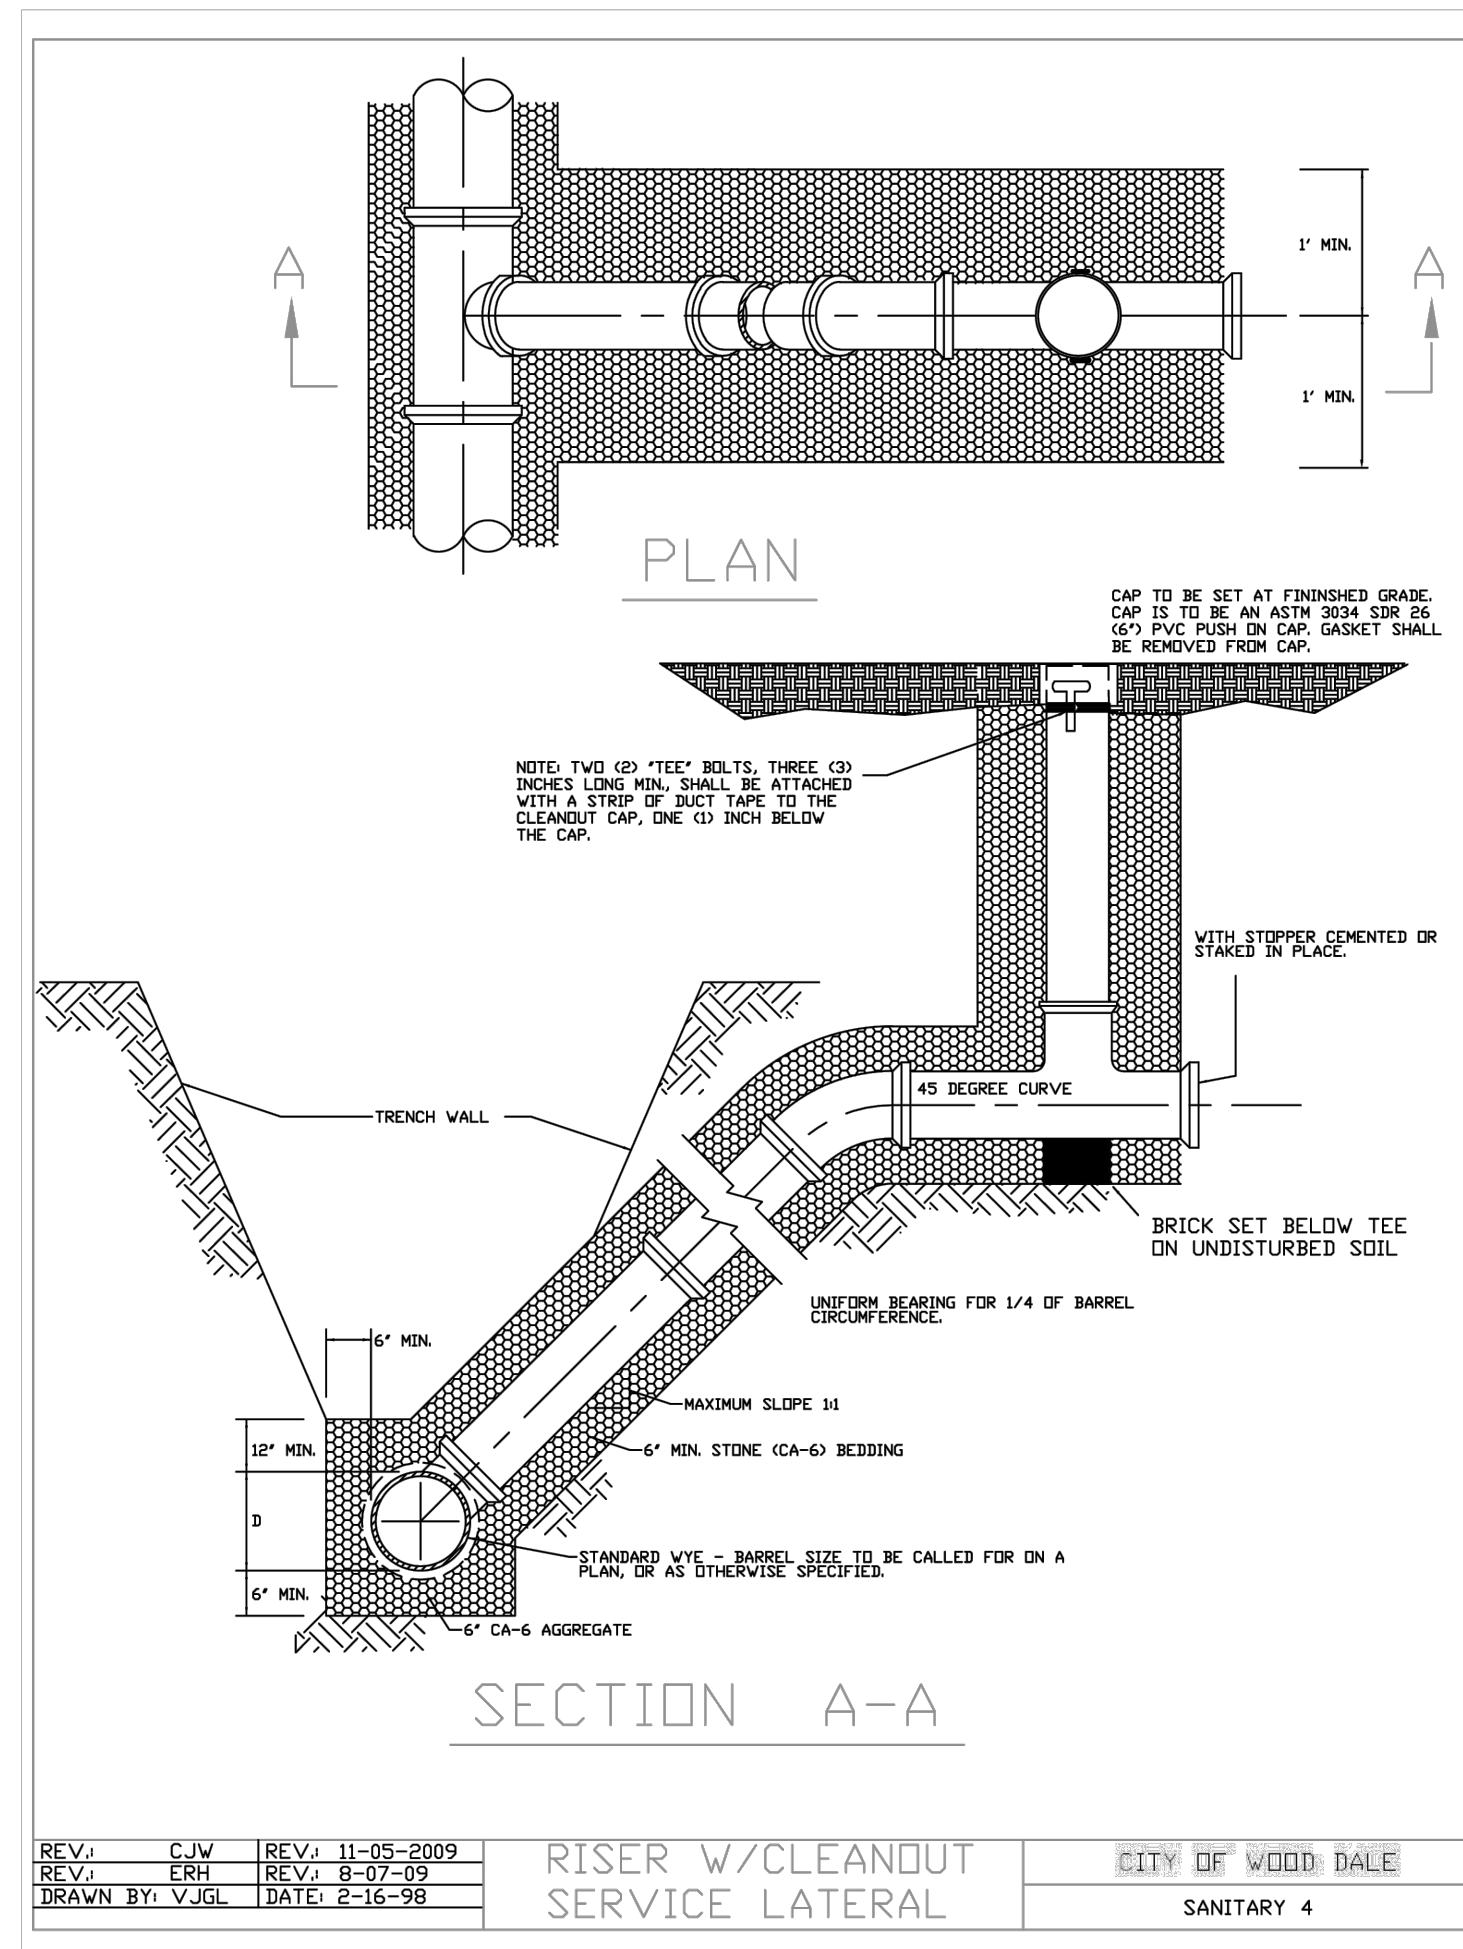 A
A
1' MIN.
1' MIN.
PLAN
CAP TO BE SET AT FININSHED GRADE.
CAP IS TO BE AN ASTM 3034 SDR 26
(6") PVC PUSH ON CAP. GASKET SHALL
BE REMOVED FROM CAP.
NOTE: TWO (2) "TEE" BOLTS, THREE (3)
INCHES LONG MIN., SHALL BE ATTACHED
WITH A STRIP OF DUCT TAPE TO THE
CLEANOUT CAP, ONE (1) INCH BELOW
THE CAP.
WITH STOPPER CEMENTED OR
STAKED IN PLACE.
45 DEGREE CURVE
TRENCH WALL
BRICK SET BELOW TEE
ON UNDISTURBED SOIL
UNIFORM BEARING FOR 1/4 OF BARREL
CIRCUMFERENCE.
6" MIN.
MAXIMUM SLOPE 1:1
12" MIN.
6" MIN. STONE (CA-6) BEDDING
D
STANDARD WYE - BARREL SIZE TO BE CALLED FOR ON A
PLAN, OR AS OTHERWISE SPECIFIED.
6" MIN.
6" CA-6 AGGREGATE
SECTION A-A
REV.: CJW REV.: 11-05-2009
REV.: ERH REV.: 8-07-09
DRAWN BY: VJGL DATE: 2-16-98
RISER W/CLEANOUT
SERVICE LATERAL
CITY OF WOOD DALE
SANITARY 4